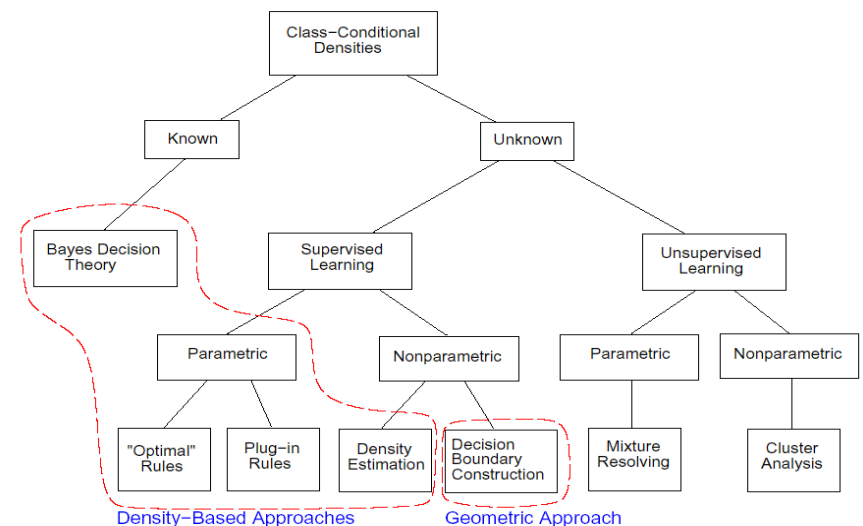 Class-Conditional
Densities
Known
Unknown
Bayes Decision
Theory
Supervised
Learning
Unsupervised
Learning
Parametric
Nonparametric
Parametric
Nonparametric
"Optimal"
Rules
Plug-in
Rules
Density
Estimation
Decision
Boundary
Construction
Mixture
Resolving
Cluster
Analysis
Density-Based Approaches
Geometric Approach